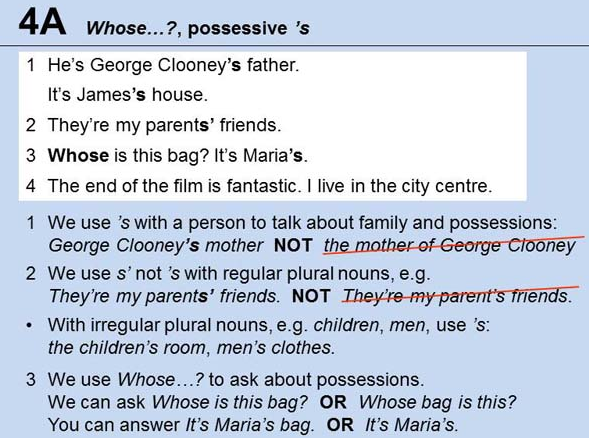 4A Whose...?, possessive 's
1 He's George Clooney's father.
It's James's house.
2 They're my parents' friends.
3 Whose is this bag? It's Maria's.
4 The end of the film is fantastic. I live in the city centre.
1 We use 's with a person to talk about family and possessions:
George Clooney's mother NOT the mother of George Clooney
2 We use s' not 's with regular plural nouns, e.g.
They're my parents' friends. NOT They're my parent's friends.
• With irregular plural nouns, e.g. children, men, use 's:
the children's room, men's clothes.
3 We use Whose...? to ask about possessions.
We can ask Whose is this bag? OR Whose bag is this?
You can answer It's Maria's bag. OR It's Maria's.